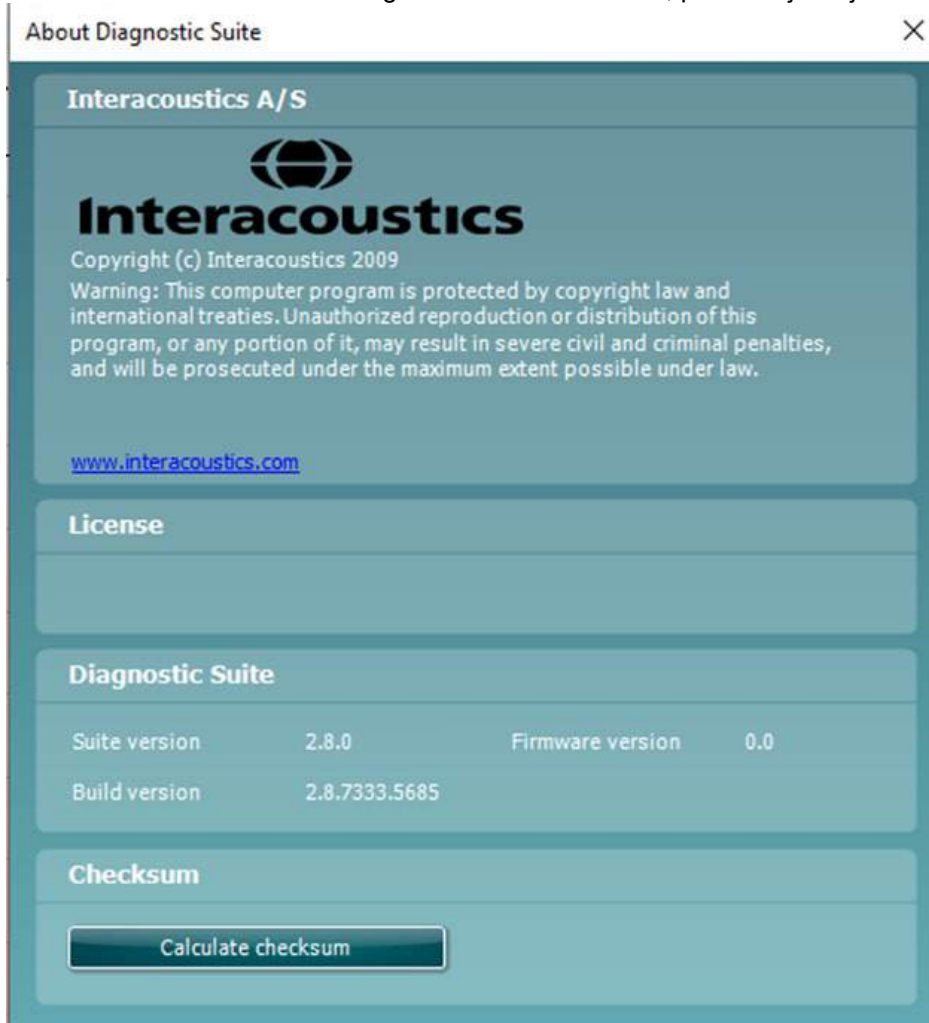 About Diagnostic Suite
Interacoustics A/S
Interacoustics
Copyright (c) Interacoustics 2009
Warning: This computer program is protected by copyright law and
international treaties. Unauthorized reproduction or distribution of this
program, or any portion of it, may result in severe civil and criminal penalties,
and will be prosecuted under the maximum extent possible under law.
www.interacoustics.com
License
Diagnostic Suite
Suite version 2.8.0 Firmware version 0.0
Build version 2.8.7333.5685
Checksum
Calculate checksum